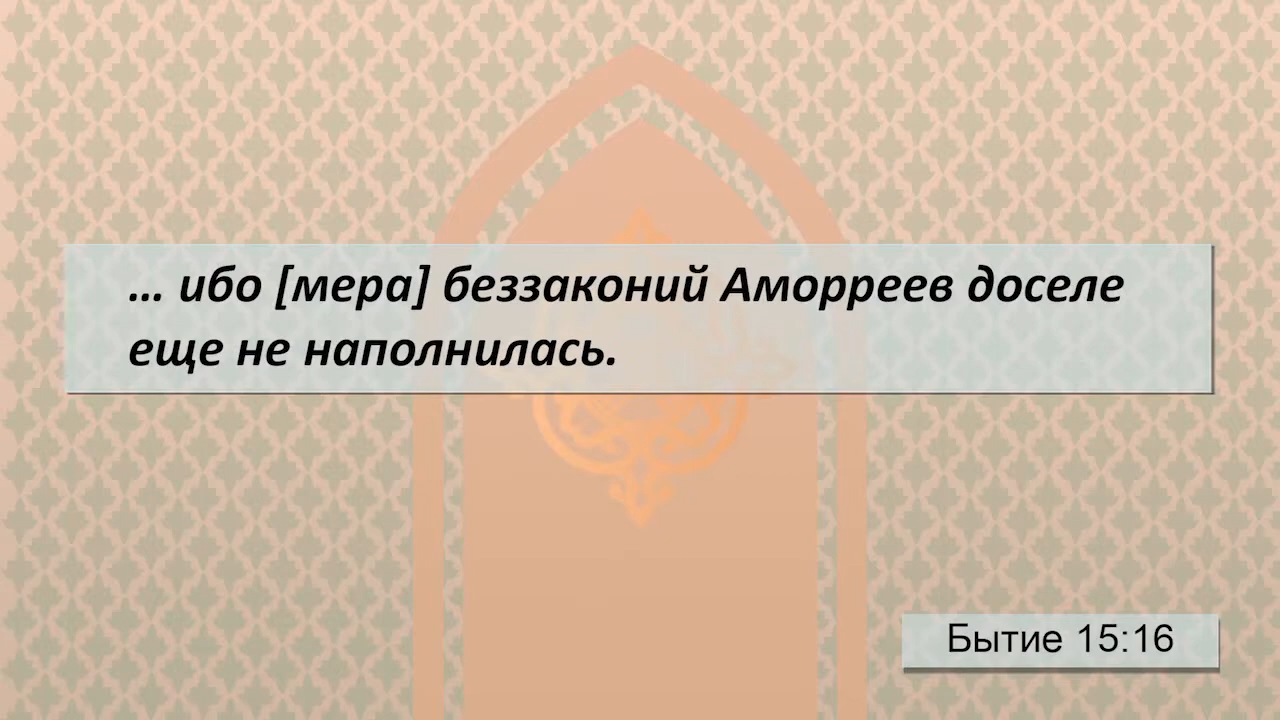 ... ибо [мера] беззаконий Аморреев доселе
еще не наполнилась.
Бытие 15:16